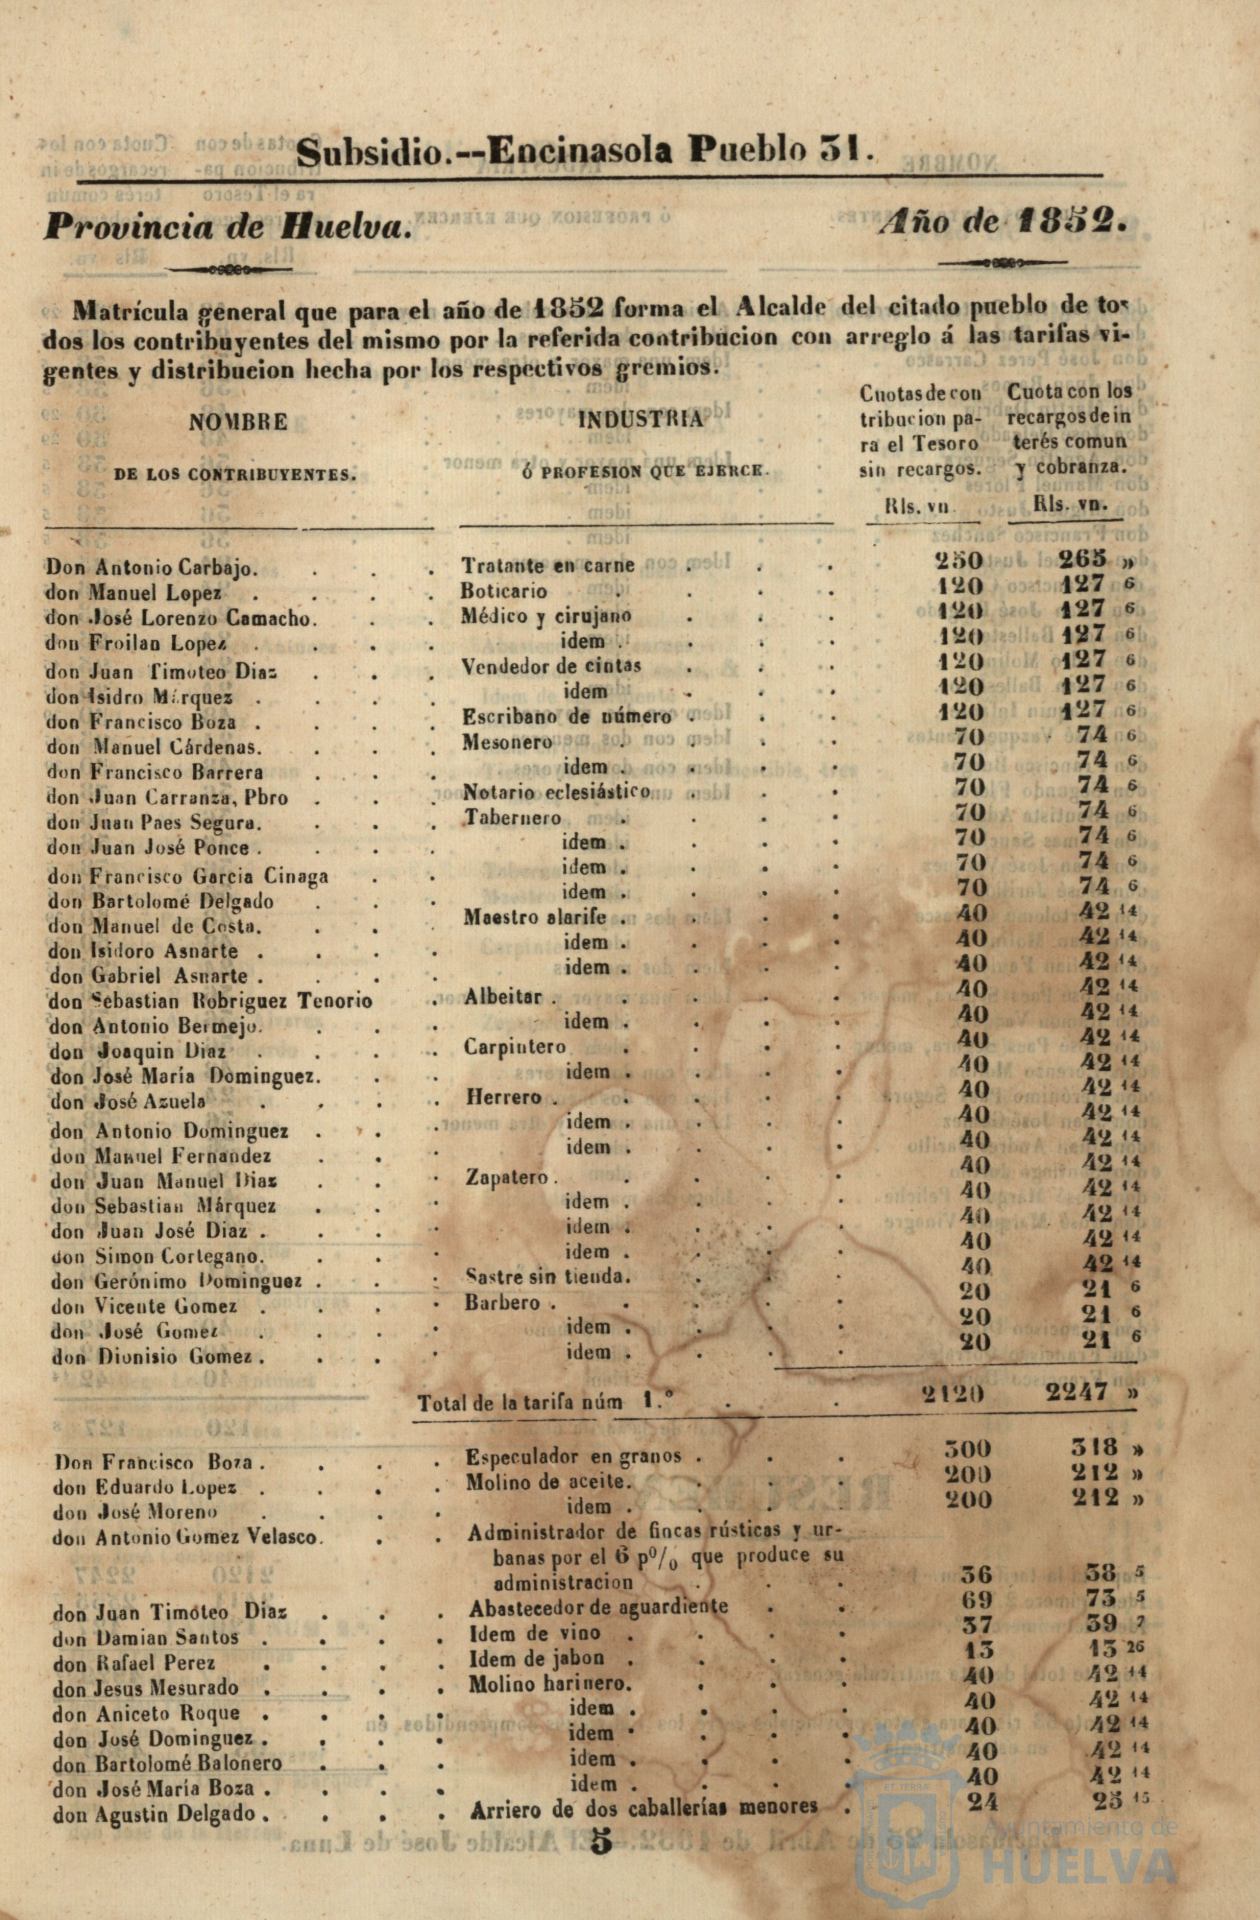 Subsidio.--Encinasola Pueblo 31.
Provincia de Huelva. Año de 1852.
Matrícula general que para el año de 1852 forma el Alcalde del citado pueblo de to-
dos los contribuyentes del mismo por la referida contribucion con arreglo á las tarifas vi-
gentes y distribucion hecha por los respectivos gremios.
NOMBRE
DE LOS CONTRIBUYENTES.
INDUSTRIA
Ó PROFESION QUE EJERCE.
Cuotas de con
tribucion pa-
ra el Tesoro
sin recargos.
Rls. vn
Cuota con los
recargos de in
terés comun
y cobranza.
Rls. vn.
Don Antonio Carbajo. Tratante en carne 250 265 »
don Manuel Lopez Boticario 120 127 6
don José Lorenzo Camacho. Médico y cirujano 120 127 6
don Froilan Lopez idem 120 127 6
don Juan Timoteo Diaz Vendedor de cintas 120 127 6
don Isidro Márquez idem 120 127 6
don Francisco Boza Escribano de número 120 127 6
don Manuel Cárdenas. Mesonero 70 74 6
don Francisco Barrera idem 70 74 6
don Juan Carranza, Pbro Notario eclesiástico 70 74 6
don Juan Paes Segura. Tabernero 70 74 6
don Juan José Ponce idem 70 74 6
don Francisco Garcia Cinaga idem 70 74 6
don Bartolomé Delgado idem 70 74 6
don Manuel de Costa. Maestro alarife 40 42 14
don Isidoro Asnarte idem 40 42 14
don Gabriel Asnarte idem 40 42 14
don Sebastian Robriguez Tenorio Albeitar 40 42 14
don Antonio Bermejo. idem 40 42 14
don Joaquin Diaz Carpintero 40 42 14
don José María Dominguez. idem 40 42 14
don José Azuela Herrero 40 42 14
don Antonio Dominguez idem 40 42 14
don Manuel Fernandez idem 40 42 14
don Juan Manuel Diaz Zapatero 40 42 14
don Sebastian Márquez idem 40 42 14
don Juan José Diaz idem 40 42 14
don Simon Cortegano. idem 40 42 14
don Gerónimo Dominguez Sastre sin tienda. 40 42 14
don Vicente Gomez Barbero 20 21 6
don José Gomez idem 20 21 6
don Dionisio Gomez idem 20 21 6
Total de la tarifa núm 1.º 2120 2247 »
Don Francisco Boza Especulador en granos 300 318 »
don Eduardo Lopez Molino de aceite. 200 212 »
don José Moreno idem 200 212 »
don Antonio Gomez Velasco. Administrador de fincas rústicas y ur-
banas por el 6 pº/0 que produce su
administracion 36 38 5
don Juan Timóteo Diaz Abastecedor de aguardiente 69 73 5
don Damian Santos Idem de vino 37 39 7
don Rafael Perez Idem de jabon 13 13 26
don Jesus Mesurado Molino harinero. 40 42 14
don Aniceto Roque idem 40 42 14
don José Dominguez idem 40 42 14
don Bartolomé Balonero idem 40 42 14
don José María Boza idem 40 42 14
don Agustin Delgado Arriero de dos caballerías menores 24 25 15
5
Ayuntamiento de
HUELVA